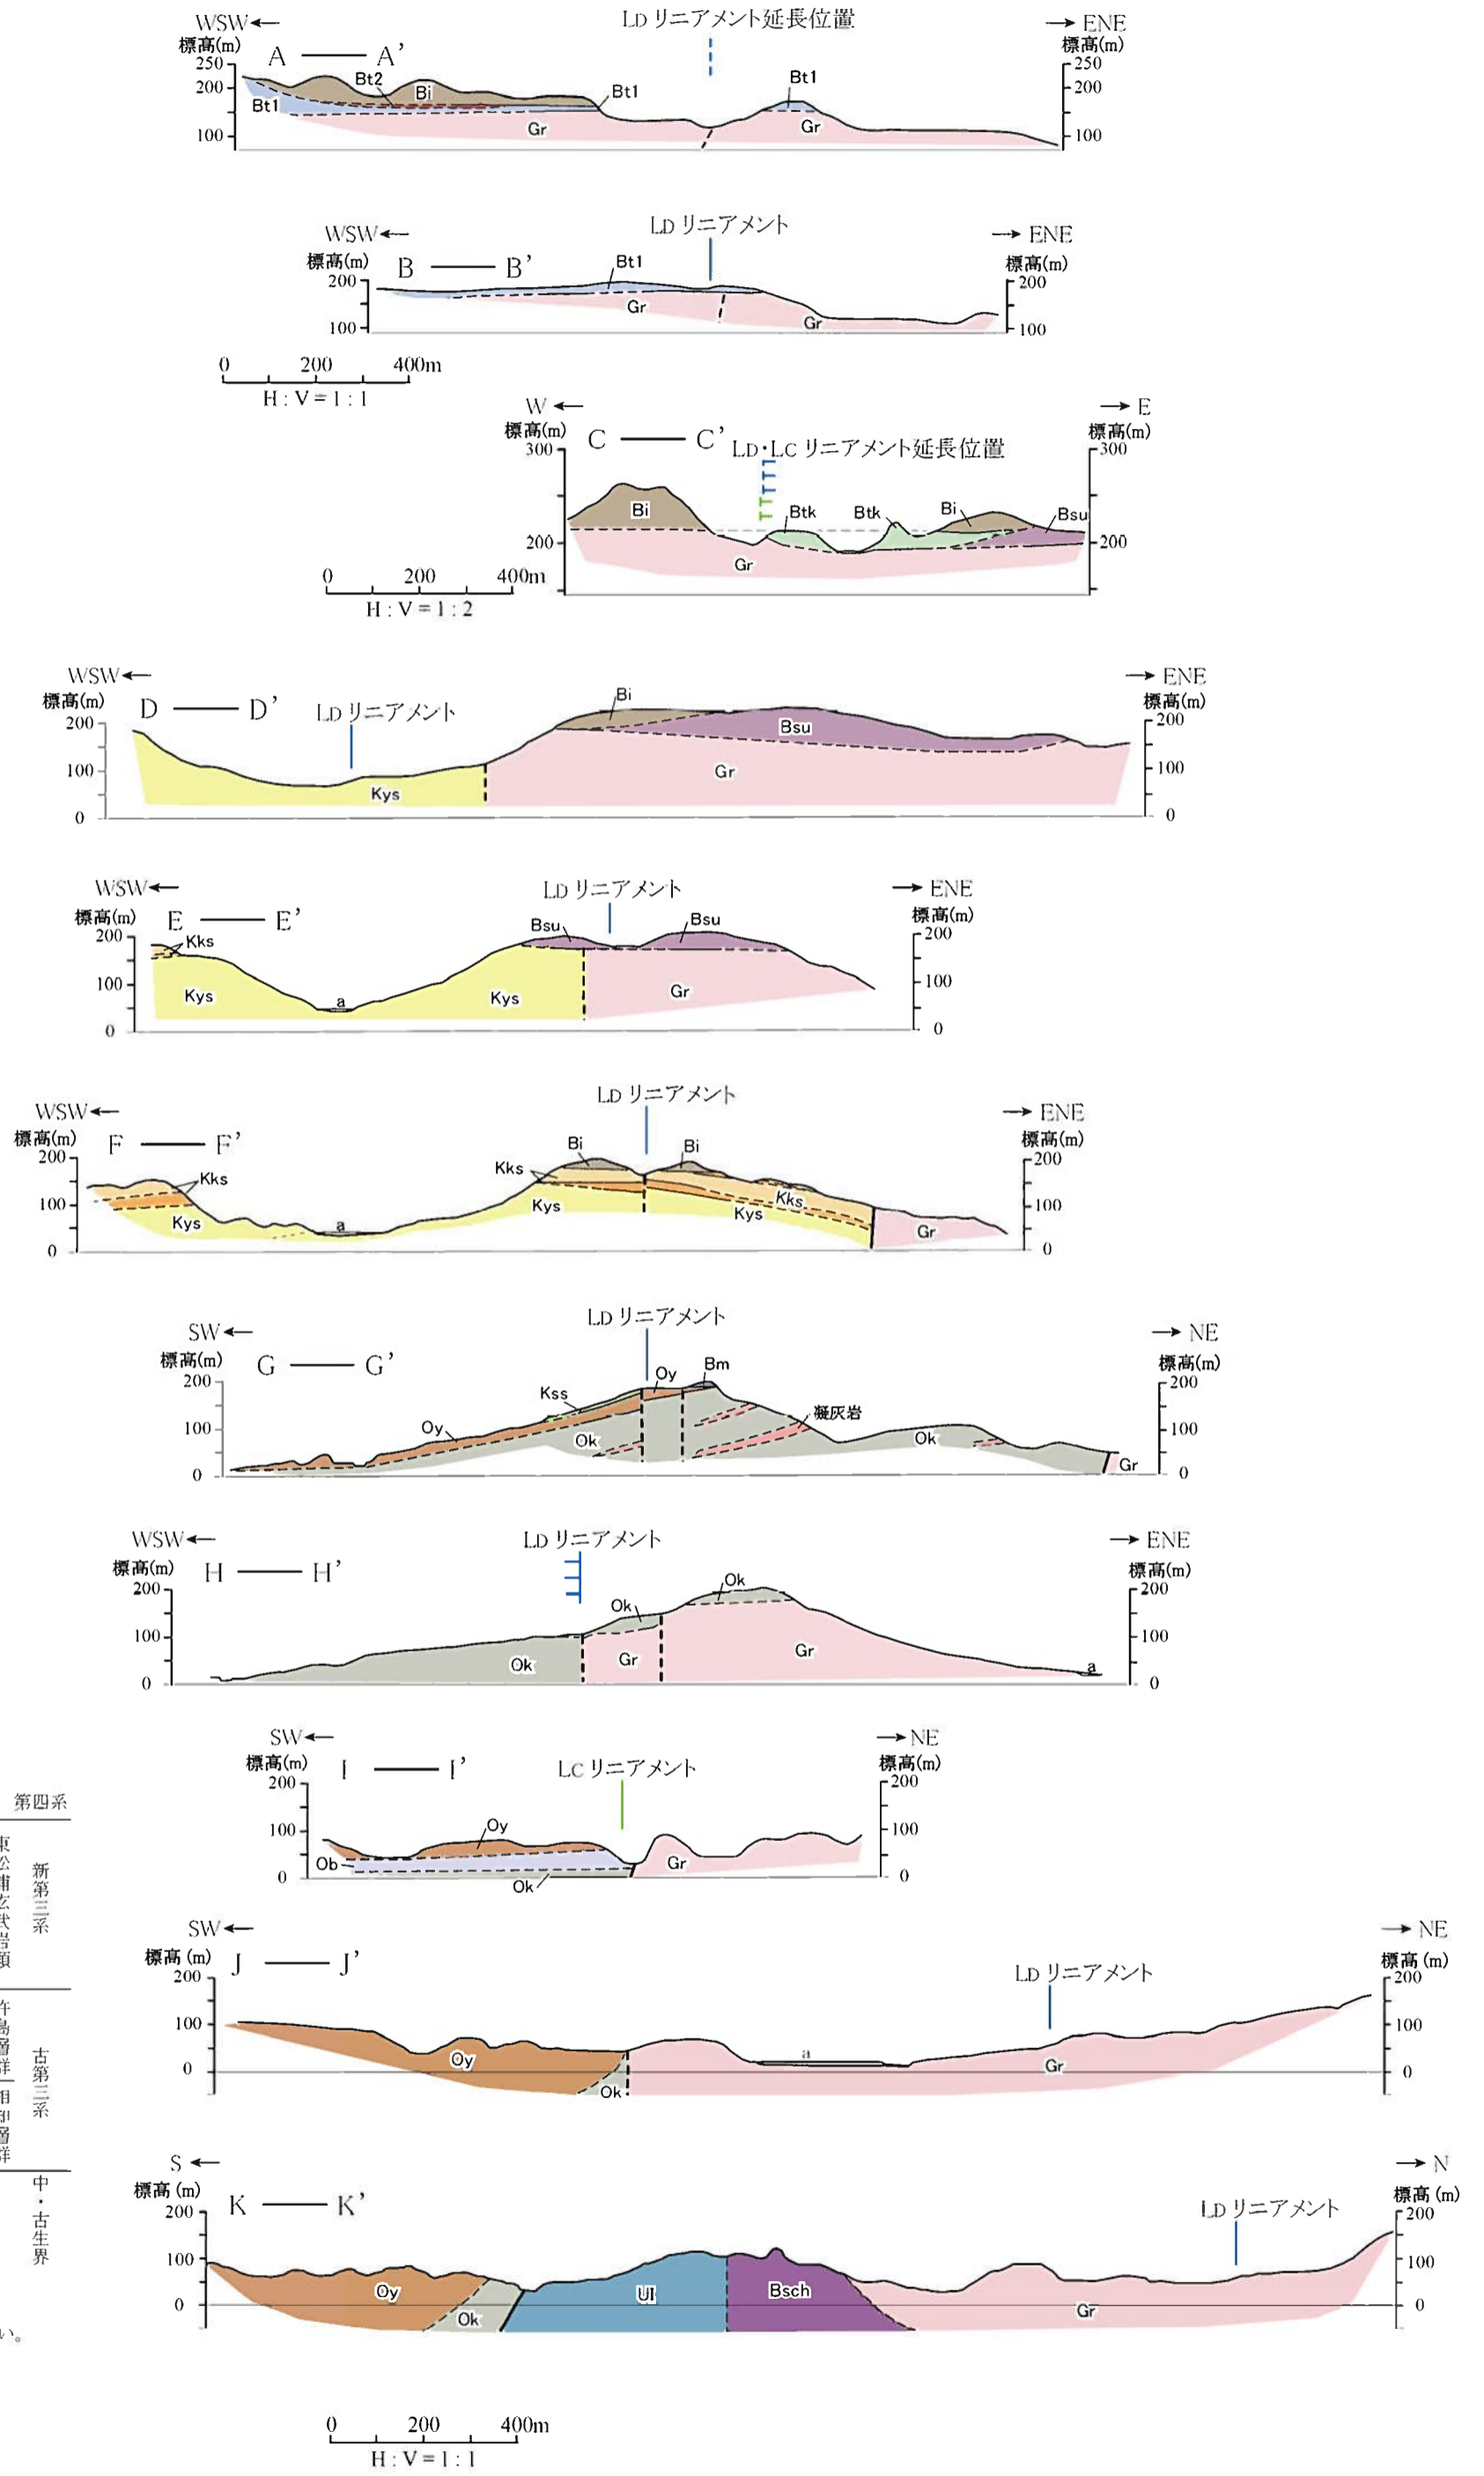 WSW← LD リニアメント延長位置 → ENE
標高(m) A A' 標高(m)
250 250
200 Bt2 Bi Bt1 Bt1 200
Bt1
100 Gr Gr 100
WSW← LD リニアメント → ENE
標高(m) B B' Bt1 標高(m)
200 200
Gr
100 Gr 100
0 200 400m
H : V = 1 : 1
W ← → E
標高(m) C C' LD・LC リニアメント延長位置 標高(m)
300 300
Bi Btk Btk Bi Bsu
200 200
Gr
0 200 400m
H : V = 1 : 2
WSW← → ENE
標高(m) D D' LD リニアメント Bi 標高(m)
200 200
Bsu
100 Gr 100
Kys
0 0
WSW← LD リニアメント → ENE
標高(m) E E' Bsu Bsu 標高(m)
200 Kks 200
100 Kys a Kys Gr 100
0 0
WSW← LD リニアメント → ENE
標高(m) F F' 標高(m)
200 Bi Bi 200
Kks Kks Kks
100 Kys a Kys Kys 100
Gr
0 0
SW← LD リニアメント → NE
標高(m) G G' Oy Bm 標高(m)
200 Kss 200
凝灰岩
100 Oy Ok Ok 100
0 Gr 0
WSW← LD リニアメント → ENE
標高(m) H H' 標高(m)
200 Ok Ok 200
100 Ok Gr Gr 100
a
0 0
SW← → NE
標高(m) I I' LC リニアメント 標高(m)
200 200
100 Oy 100
Ob Gr
0 Ok 0
第四系
新第三系
古第三系
中・古生界
い。
SW← → NE
標高 (m) J J' LD リニアメント 標高 (m)
200 200
100 100
Oy a Gr
0 0
Ok
S ← → N
標高 (m) K K' LD リニアメント 標高 (m)
200 200
100 100
Oy Ul Bsch
0 0
Ok Gr
0 200 400m
H : V = 1 : 1